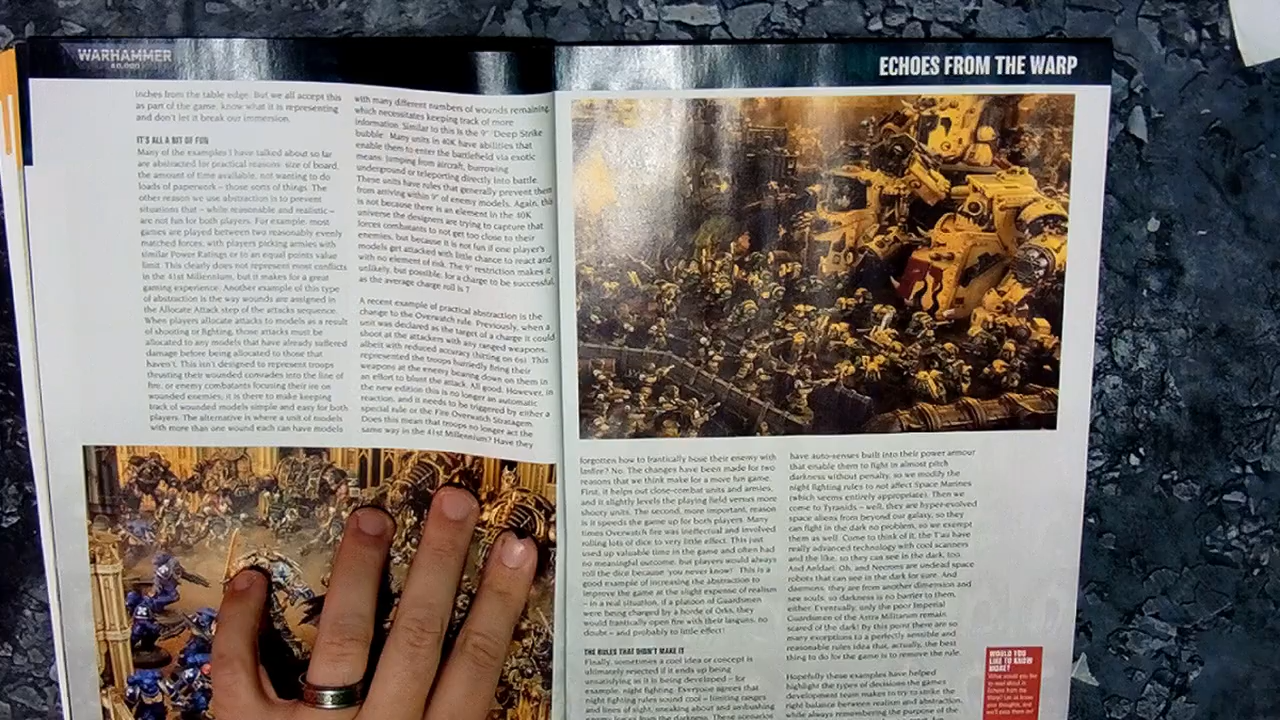 WARHAMMER
40,000
ECHOES FROM THE WARP
inches from the table edge. But we all accept this
as part of the game, know what it is representing
and don't let it break our immersion.
IT'S ALL A BIT OF FUN
Many of the examples I have talked about so far
are abstracted for practical reasons: size of board,
the amount of time available, not wanting to do
loads of paperwork – those sorts of things. The
other reason we use abstraction is to prevent
situations that – while reasonable and realistic –
are not fun for both players. For example, most
games are played between two reasonably evenly
matched forces, with players picking armies with
similar Power Ratings or to an equal points value
limit. This clearly does not represent most conflicts
in the 41st Millennium, but it makes for a great
gaming experience. Another example of this type
of abstraction is the way wounds are assigned in
the Allocate Attack step of the attacks sequence.
When players allocate attacks to models as a result
of shooting or fighting, those attacks must be
allocated to any models that have already suffered
damage before being allocated to those that
haven't. This isn't designed to represent troops
thrusting their wounded comrades into the line of
fire, or enemy combatants focusing their ire on
wounded enemies, it is there to make keeping
track of wounded models simple and easy for both
players. The alternative is where a unit of models
with more than one wound each can have models
with many different numbers of wounds remaining,
which necessitates keeping track of more
information. Similar to this is the 9" 'Deep Strike
bubble'. Many units in 40K have abilities that
enable them to enter the battlefield via exotic
means: jumping from aircraft, burrowing
underground or teleporting directly into battle.
These units have rules that generally prevent them
from arriving within 9" of enemy models. Again, this
is not because there is an element in the 40K
universe the designers are trying to capture that
forces combatants to not get too close to their
enemies, but because it is not fun if one player's
models get attacked with little chance to react and
with no element of risk. The 9" restriction makes it
unlikely, but possible, for a charge to be successful,
as the average charge roll is 7.
A recent example of practical abstraction is the
change to the Overwatch rule. Previously, when a
unit was declared as the target of a charge it could
shoot at the attackers with any ranged weapons,
albeit with reduced accuracy (hitting on 6s). This
represented the troops hurriedly firing their
weapons at the enemy bearing down on them in
an effort to blunt the attack. All good. However, in
the new edition this is no longer an automatic
reaction, and it needs to be triggered by either a
special rule or the Fire Overwatch Stratagem.
Does this mean that troops no longer act the
same way in the 41st Millennium? Have they
forgotten how to frantically hose their enemy with
lasfire? No. The changes have been made for two
reasons that we think make for a more fun game.
First, it helps out close-combat units and armies,
and it slightly levels the playing field versus more
shooty units. The second, more important, reason
is it speeds the game up for both players. Many
times Overwatch fire was ineffectual and involved
rolling lots of dice to very little effect. This just
used up valuable time in the game and often had
no meaningful outcome, but players would always
roll the dice because 'you never know!'. This is a
good example of increasing the abstraction to
improve the game at the slight expense of realism
– in a real situation, if a platoon of Guardsmen
were being charged by a horde of Orks, they
would frantically open fire with their lasguns, no
doubt – and probably to little effect!
THE RULES THAT DIDN'T MAKE IT
Finally, sometimes a cool idea or concept is
ultimately rejected if it ends up being
unsatisfying as it is being developed – for
example, night fighting. Everyone agrees that
night fighting rules sound cool – limiting ranges
and lines of sight, sneaking about and ambushing
enemy forces from the darkness. These scenarios
have auto-senses built into their power armour
that enable them to fight in almost pitch
darkness without penalty, so we modify the
night fighting rules to not affect Space Marines
(which seems entirely appropriate). Then we
come to Tyranids – well, they are hyper-evolved
space aliens from beyond our galaxy, so they
can fight in the dark no problem, so we exempt
them as well. Come to think of it, the T'au have
really advanced technology with cool scanners
and the like, so they can see in the dark, too.
And Aeldari. Oh, and Necrons are undead space
robots that can see in the dark for sure. And
daemons, they are from another dimension and
see souls, so darkness is no barrier to them,
either. Eventually, only the poor Imperial
Guardsmen of the Astra Militarum remain
scared of the dark! By this point there are so
many exceptions to a perfectly sensible and
reasonable rules idea that, actually, the best
thing to do for the game is to remove the rule.
Hopefully these examples have helped
highlight the types of decisions the games
development team makes to try to strike the
right balance between realism and abstraction,
while always remembering the purpose of the
WOULD YOU
LIKE TO KNOW
MORE?
What would you like
to read about in
Echoes from the
Warp? Let us know
your thoughts, and
we'll pass them on!